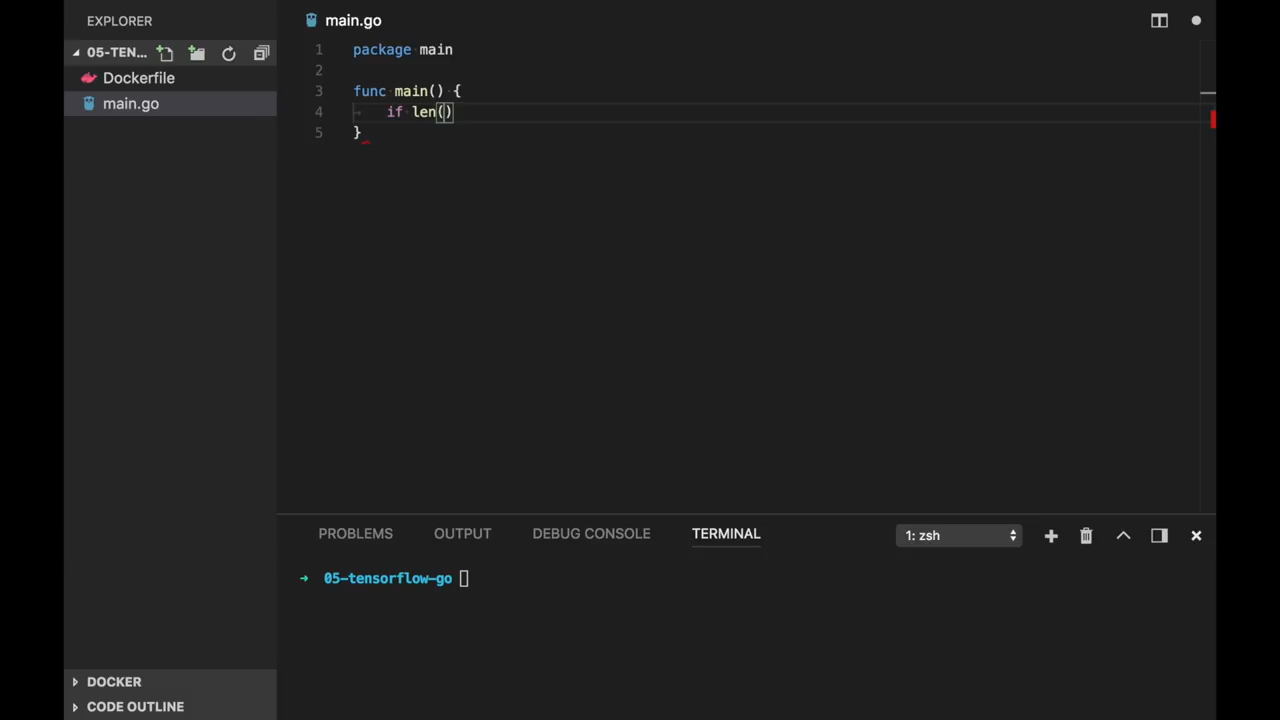 EXPLORER
05-TEN...
Dockerfile
main.go
DOCKER
CODE OUTLINE
main.go
1 package main
2
3 func main() {
4 if len()
5 }
PROBLEMS OUTPUT DEBUG CONSOLE TERMINAL 1: zsh
→ 05-tensorflow-go